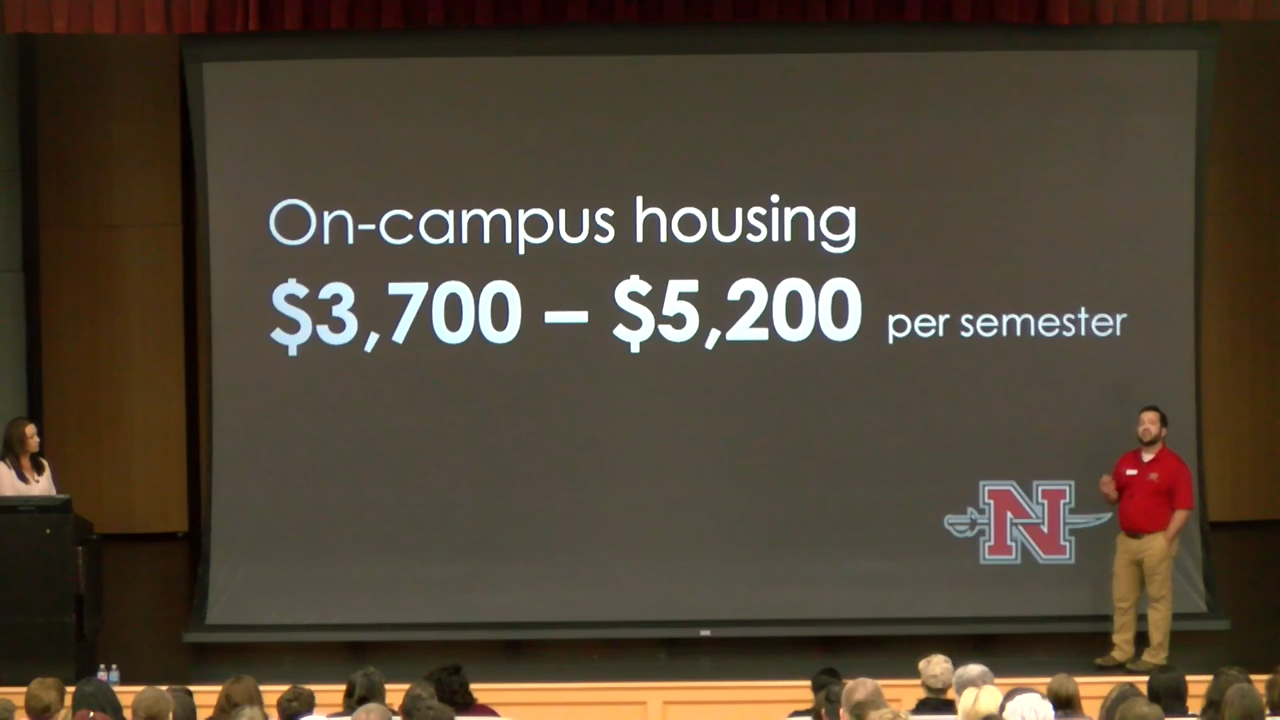 On-campus housing
$3,700 – $5,200 per semester
N